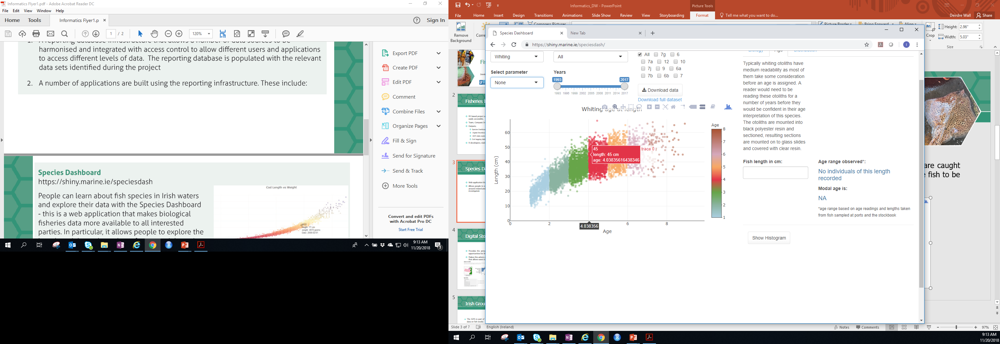 Informatics Flyer1.pdf - Adobe Acrobat Reader DC
File Edit View Window Help
Home Tools Informatics Flyer1.p ×
Sign In
1 / 2
120%
harmonised and integrated with access control to allow different users and applications
to access different levels of data. The reporting database is populated with the relevant
data sets identified during the project
2. A number of applications are built using the reporting infrastructure. These include:
Species Dashboard
https://shiny.marine.ie/speciesdash
People can learn about fish species in Irish waters
and explore their data with the Species Dashboard
- this is a web application that makes biological
fisheries data more available to all interested
parties. In particular, it allows people to explore the
Cod Length vs Weight
Export PDF
Create PDF
Edit PDF
Comment
Combine Files
Organize Pages
Fill & Sign
Send for Signature
Send & Track
More Tools
Convert and edit PDFs
with Acrobat Pro DC
Start Free Trial
9:13 AM
11/20/2018
3
Informatics_DW - PowerPoint
Picture Tools
File Home Insert Design Transitions Animations Slide Show Review View Storyboarding Format Tell me what you want to do...
Deirdre Wall Share
Remove
Background
Compress Pictures
Picture Border Bring Forward Align
Crop
Height: 2.96"
Width: 5.03"
Size
2
Fisheries
3
Species D
4
Digital Sto
5
Irish Grou
The IGFS is part of
data on fish stocks
are caught
fish to be
Species Dashboard
New Tab
https://shiny.marine.ie/speciesdash/
Whiting
All
Select parameter
None
Years
1993 2017
1993 1996 1999 2002 2005 2008 2011 2014 2017
All 7g 6
7a 12 10
7j 9 6a
7b 6b 7
Download data
Download full dataset
Whiting age at length
Length (cm)
60
50
40
30
20
10
0
0 2 6 8
4.038356
Age
45
length: 45 cm
age: 4.03835616438346
trace 0
Age
8
7
6
5
4
3
2
1
Typically whiting otoliths have
medium readability as most of
them take some consideration
before an age is assigned. A
reader would need to be
reading these otoliths for a
number of years before they
would be confident in their age
interpretation of this species.
The otoliths are mounted into
black polyester resin and
sectioned, resulting sections
are mounted on to glass slides
and covered with clear resin.
Fish length in cm:
Age range observed*:
No individuals of this length
recorded
Modal age is:
NA
*age range based on age readings and lengths taken
from fish sampled at ports and the stockbook
Show Histogram
Slide 3 of 7 English (Ireland)
Notes Comments 97%
9:13 AM
11/20/2018